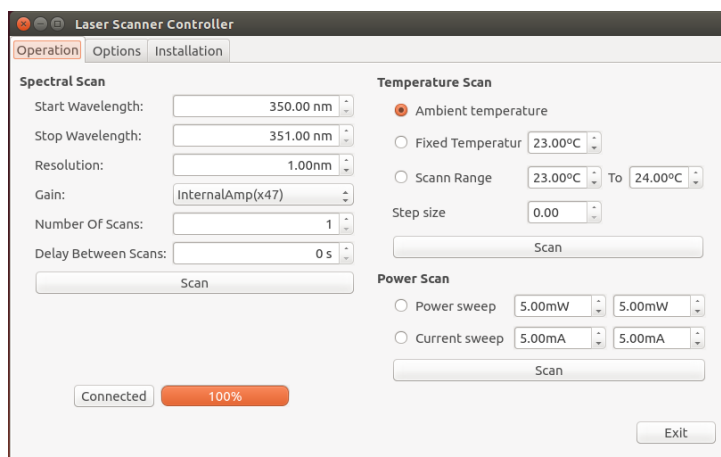 Laser Scanner Controller
Operation Options Installation
Spectral Scan
Start Wavelength: 350.00 nm
Stop Wavelength: 351.00 nm
Resolution: 1.00nm
Gain: InternalAmp(x47)
Number Of Scans: 1
Delay Between Scans: 0 s
Scan
Temperature Scan
Ambient temperature
Fixed Temperatur 23.00ºC
Scann Range 23.00ºC To 24.00ºC
Step size 0.00
Scan
Power Scan
Power sweep 5.00mW 5.00mW
Current sweep 5.00mA 5.00mA
Scan
Connected 100%
Exit